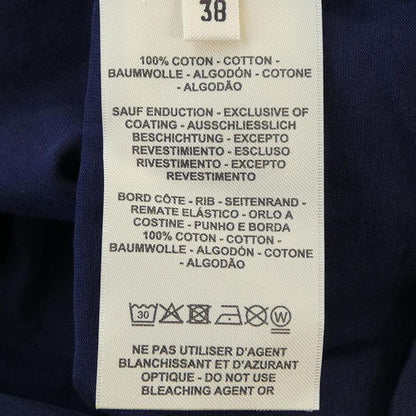 38
100% COTON - COTTON -
BAUMWOLLE - ALGODÓN - COTONE
- ALGODÃO
SAUF ENDUCTION - EXCLUSIVE OF
COATING - AUSSCHLIESSLICH
BESCHICHTUNG - EXCEPTO
REVESTIMIENTO - ESCLUSO
RIVESTIMENTO - EXCEPTO
REVESTIMENTO
BORD CÔTE - RIB - SEITENRAND -
REMATE ELÁSTICO - ORLO A
COSTINE - PUNHO E BORDA
100% COTON - COTTON -
BAUMWOLLE - ALGODÓN - COTONE
- ALGODÃO
30 W
NE PAS UTILISER D'AGENT
BLANCHISSANT ET D'AZURANT
OPTIQUE - DO NOT USE
BLEACHING AGENT OR